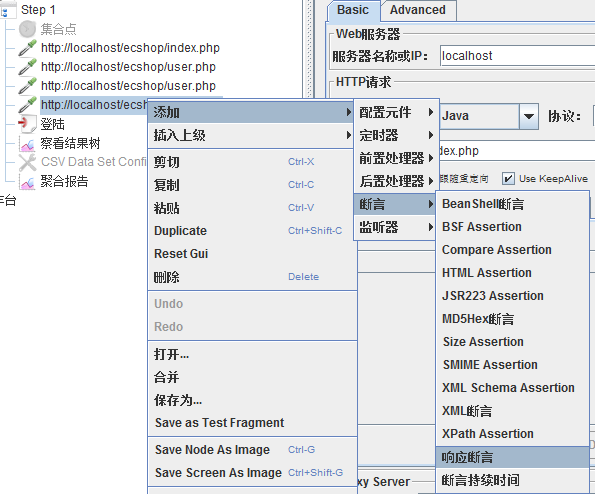 Step 1
集合点
http://localhost/ecshop/index.php
http://localhost/ecshop/user.php
http://localhost/ecshop/user.php
http://localhost/ecsh
登陆
察看结果树
CSV Data Set Confi
聚合报告
台
Basic
Advanced
Web服务器
服务器名称或IP：
localhost
HTTP请求
Java
协议：
dex.php
跟随重定向
Use KeepAlive
添加
插入上级
剪切 Ctrl-X
复制 Ctrl-C
粘贴 Ctrl-V
Duplicate Ctrl+Shift-C
Reset Gui
删除 Delete
Undo
Redo
打开...
合并
保存为...
Save as Test Fragment
Save Node As Image Ctrl-G
Save Screen As Image Ctrl+Shift-G
配置元件
定时器
前置处理器
后置处理器
断言
监听器
BeanShell断言
BSF Assertion
Compare Assertion
HTML Assertion
JSR223 Assertion
MD5Hex断言
Size Assertion
SMIME Assertion
XML Schema Assertion
XML断言
XPath Assertion
响应断言
断言持续时间
xy Server